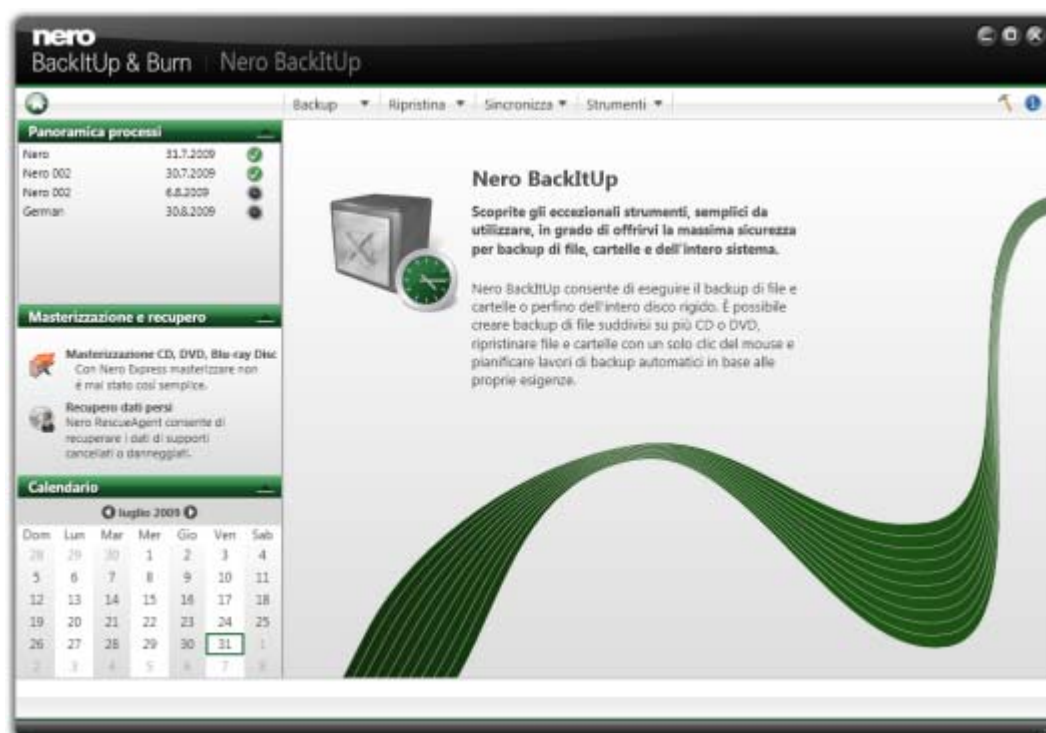 nero
BackItUp & Burn | Nero BackItUp
Backup Ripristina Sincronizza Strumenti
Panoramica processi
Nero 31.7.2009
Nero 002 30.7.2009
Nero 002 6.8.2009
German 30.8.2009
Masterizzazione e recupero
Masterizzazione CD, DVD, Blu-ray Disc
Con Nero Express masterizzare non
è mai stato così semplice.
Recupero dati persi
Nero RescueAgent consente di
recuperare i dati di supporti
cancellati o danneggiati.
Calendario
luglio 2009
Dom Lun Mar Mer Gio Ven Sab
28 29 30 1 2 3 4
5 6 7 8 9 10 11
12 13 14 15 16 17 18
19 20 21 22 23 24 25
26 27 28 29 30 31 1
2 3 4 5 6 7 8
Nero BackItUp
Scoprite gli eccezionali strumenti, semplici da
utilizzare, in grado di offrirvi la massima sicurezza
per backup di file, cartelle e dell'intero sistema.
Nero BackItUp consente di eseguire il backup di file e
cartelle o perfino dell'intero disco rigido. È possibile
creare backup di file suddivisi su più CD o DVD,
ripristinare file e cartelle con un solo clic del mouse e
pianificare lavori di backup automatici in base alle
proprie esigenze.